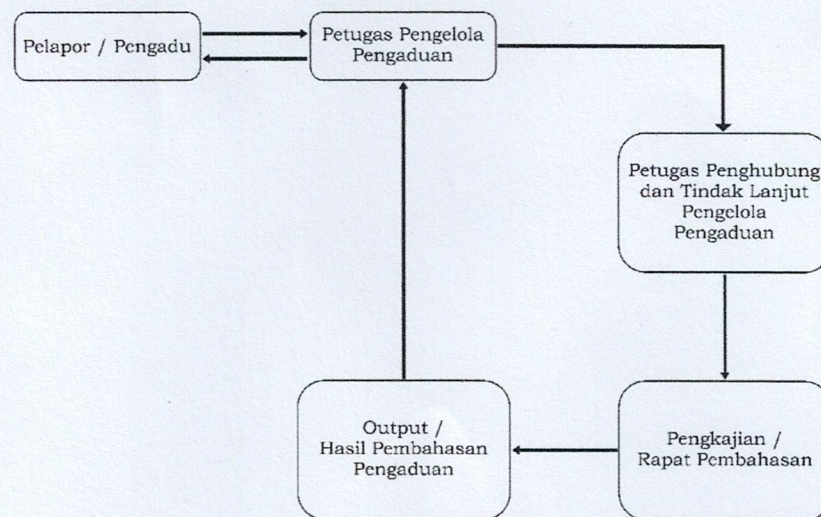 Pelapor / Pengadu
Petugas Pengelola
Pengaduan
Petugas Penghubung
dan Tindak Lanjut
Pengelola
Pengaduan
Pengkajian /
Rapat Pembahasan
Output /
Hasil Pembahasan
Pengaduan